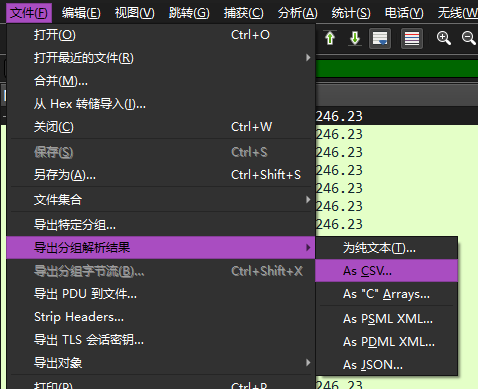 文件(F) 编辑(E) 视图(V) 跳转(G) 捕获(C) 分析(A) 统计(S) 电话(Y) 无线(W)
打开(O) Ctrl+O
打开最近的文件(R)
合并(M)...
从 Hex 转储导入(I)...
关闭(C) Ctrl+W
保存(S) Ctrl+S
另存为(A)... Ctrl+Shift+S
文件集合
导出特定分组...
导出分组解析结果
导出分组字节流(B)... Ctrl+Shift+X
导出 PDU 到文件...
Strip Headers...
导出 TLS 会话密钥...
导出对象
打印(P)... Ctrl+P
246.23
246.23
246.23
246.23
246.23
246.23
246.23
为纯文本(T)...
As CSV...
As "C" Arrays...
As PSML XML...
As PDML XML...
As JSON...
246.23